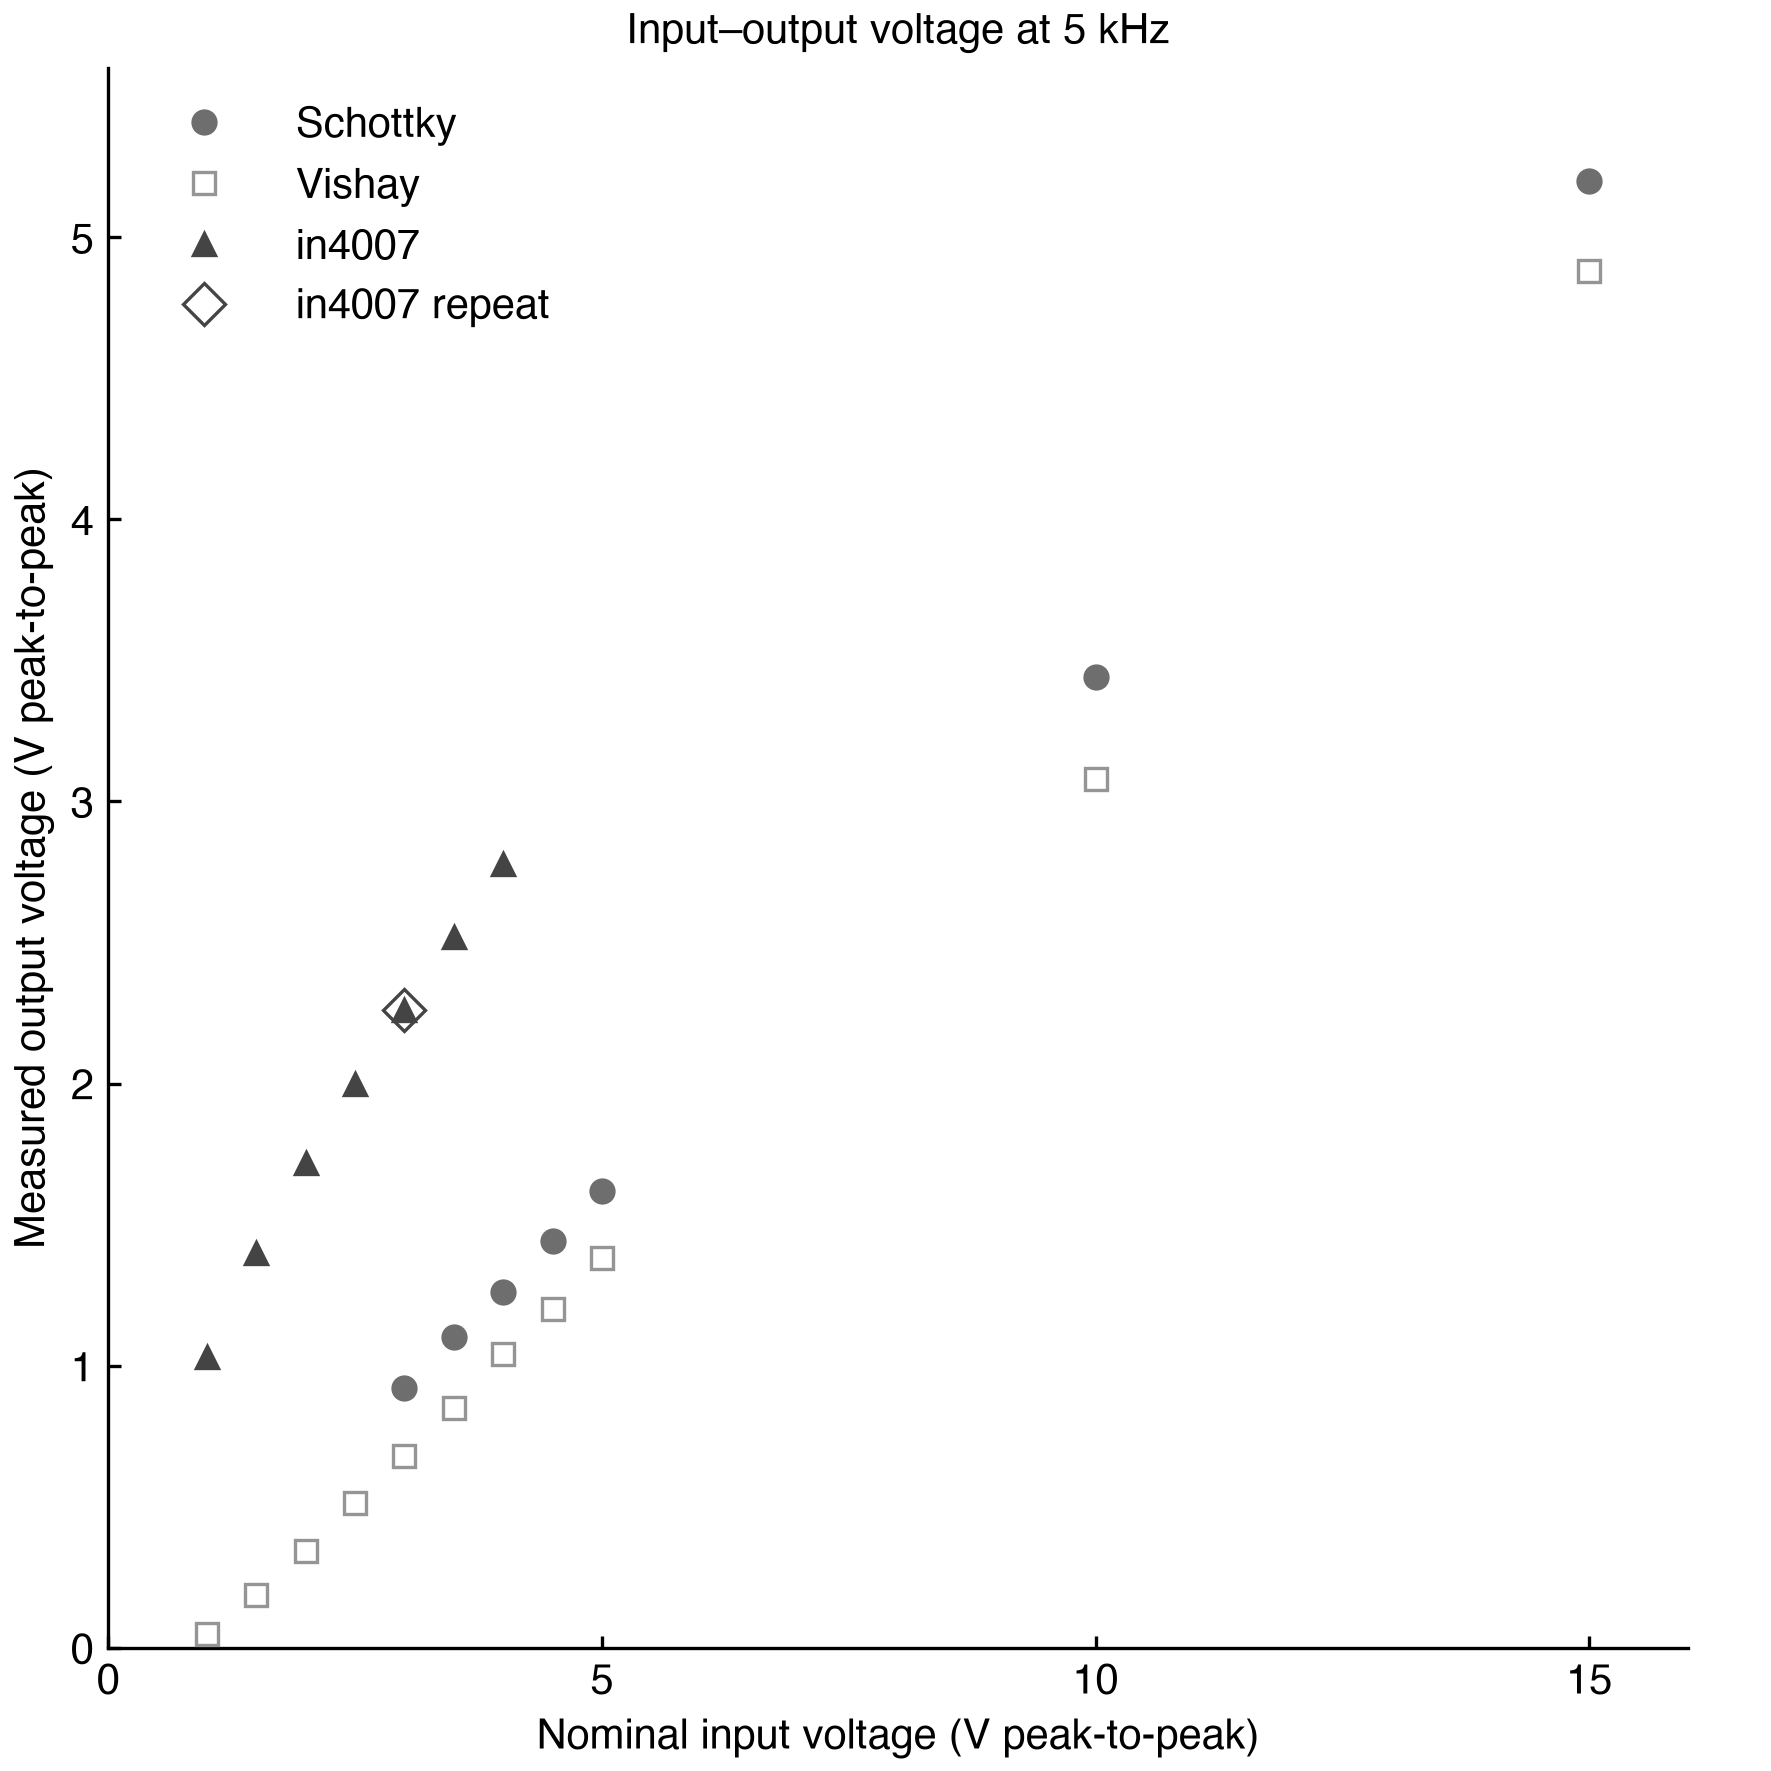 Input–output voltage at 5 kHz
Schottky
Vishay
in4007
in4007 repeat
Measured output voltage (V peak-to-peak)
5
4
3
2
1
0
0 5 10 15
Nominal input voltage (V peak-to-peak)